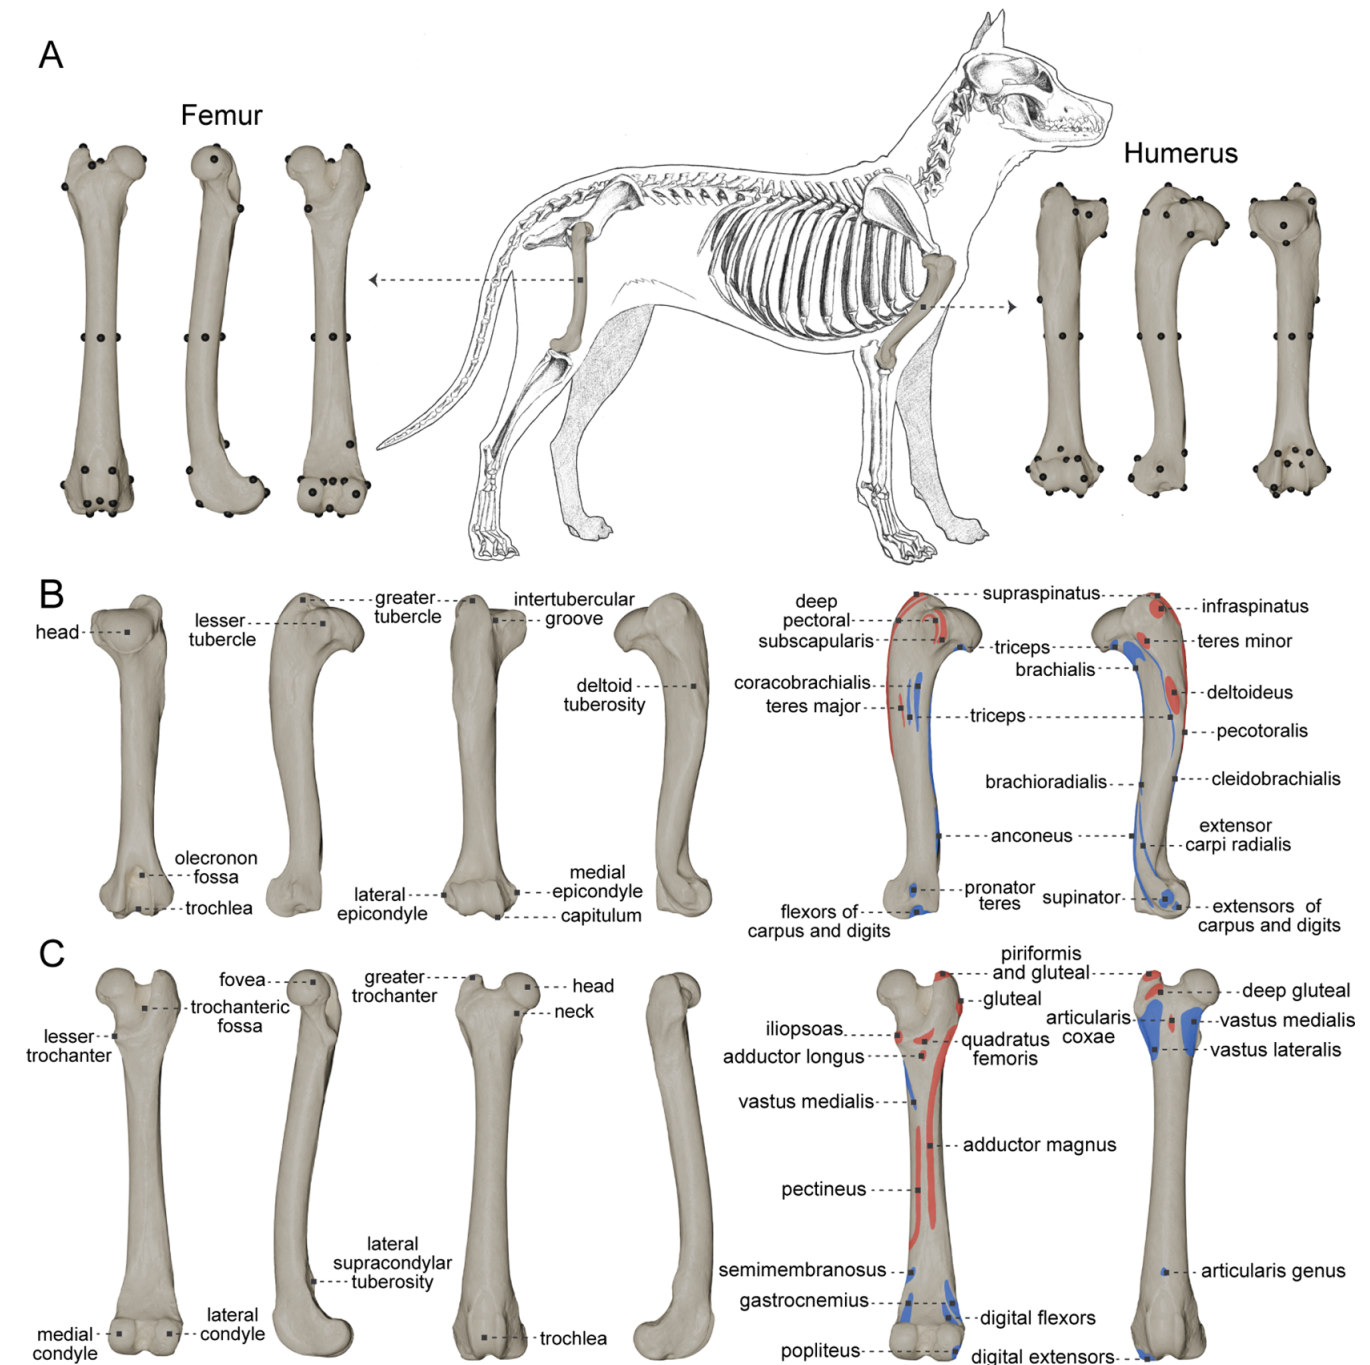 A
Femur
Humerus
B
head
lesser
tubercle
greater
tubercle
intertubercular
groove
deltoid
tuberosity
olecronon
fossa
trochlea
lateral
epicondyle
medial
epicondyle
capitulum
deep
pectoral
subscapularis
coracobrachialis
teres major
supraspinatus
triceps
brachialis
triceps
brachioradialis
anconeus
pronator
teres
flexors of
carpus and digits
supinator
infraspinatus
teres minor
deltoideus
pecotoralis
cleidobrachialis
extensor
carpi radialis
extensors of
carpus and digits
C
fovea
trochanteric
fossa
lesser
trochanter
greater
trochanter
head
neck
lateral
supracondylar
tuberosity
medial
condyle
lateral
condyle
trochlea
piriformis
and gluteal
gluteal
iliopsoas
quadratus
femoris
adductor longus
vastus medialis
adductor magnus
pectineus
semimembranosus
gastrocnemius
digital flexors
popliteus
digital extensors
deep gluteal
articularis
coxae
vastus medialis
vastus lateralis
articularis genus